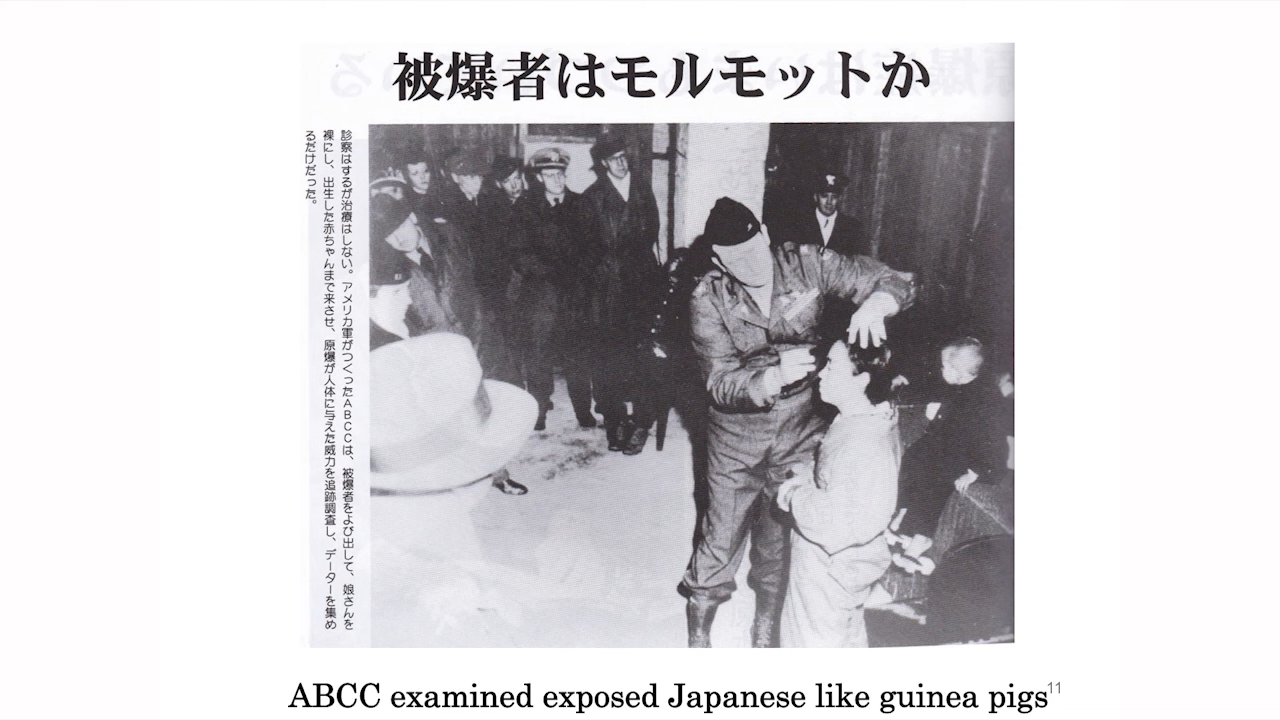 被爆者はモルモットか
診察はするが治療はしない。アメリカ軍がつくったABCCは、被爆者をよび出して、娘さんを
裸にし、出生した赤ちゃんまで来させ、原爆が人体に与えた威力を追跡調査し、データーを集め
るだけだった。
ABCC examined exposed Japanese like guinea pigs
11